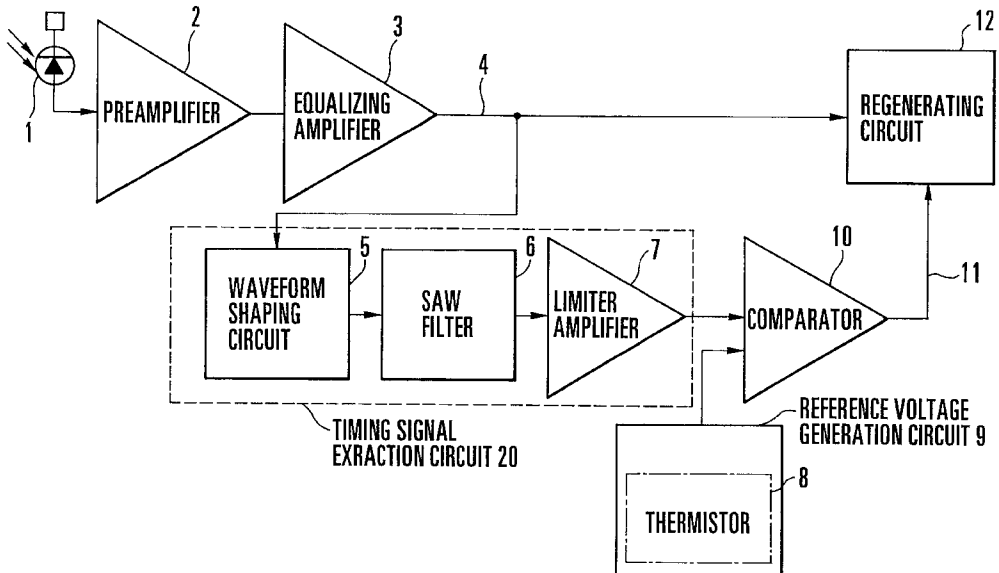 1
2
PREAMPLIFIER
3
EQUALIZING
AMPLIFIER
4
12
REGENERATING
CIRCUIT
5
WAVEFORM
SHAPING
CIRCUIT
6
SAW
FILTER
7
LIMITER
AMPLIFIER
10
COMPARATOR
11
TIMING SIGNAL
EXTRACTION CIRCUIT 20
REFERENCE VOLTAGE
GENERATION CIRCUIT 9
8
THERMISTOR